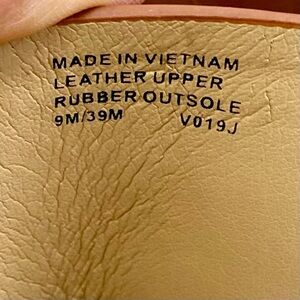 MADE IN VIETNAM
LEATHER UPPER
RUBBER OUTSOLE
9M/39M V019J